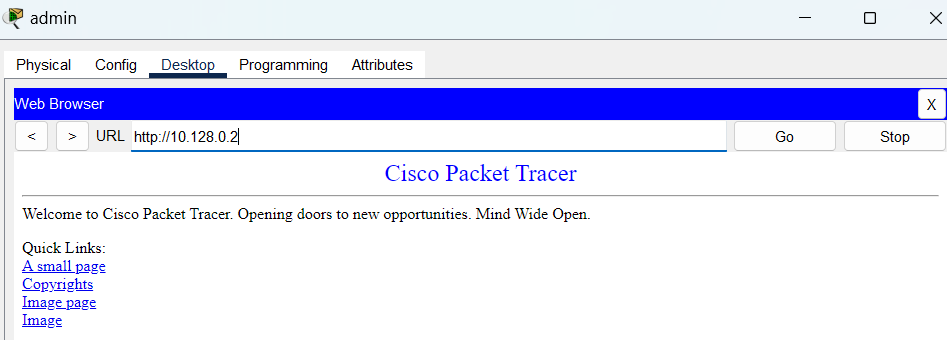 admin
Physical Config Desktop Programming Attributes
Web Browser X
< > URL http://10.128.0.2 Go Stop
Cisco Packet Tracer
Welcome to Cisco Packet Tracer. Opening doors to new opportunities. Mind Wide Open.
Quick Links:
A small page
Copyrights
Image page
Image